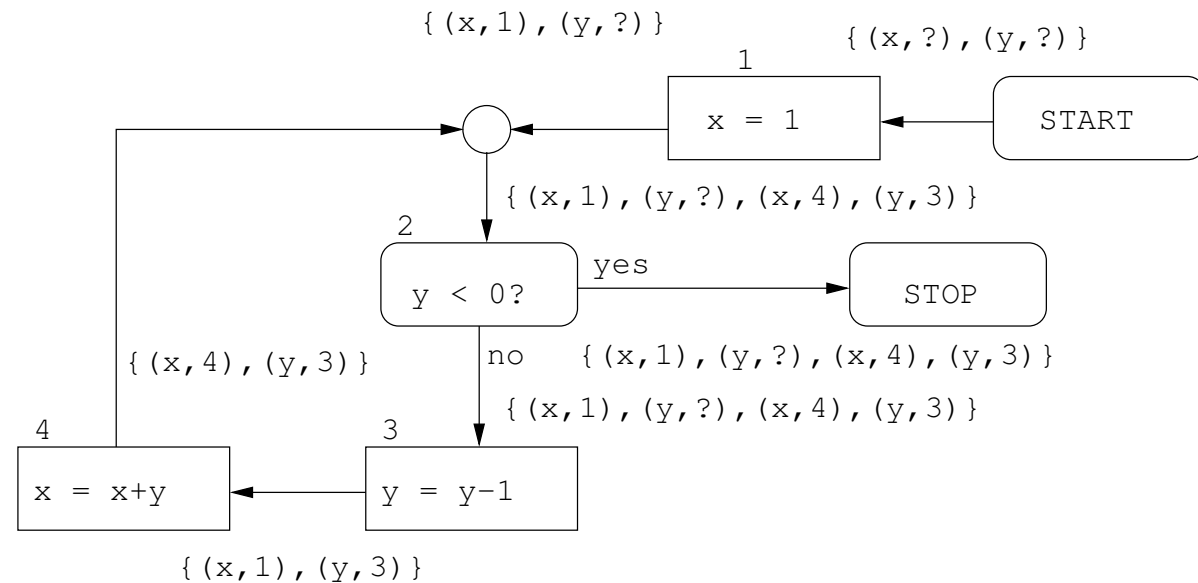 {(x,1),(y,?)}
{(x,?),(y,?)}
1
x = 1
START
{(x,1),(y,?),(x,4),(y,3)}
2
y < 0?
yes
STOP
no
{(x,1),(y,?),(x,4),(y,3)}
{(x,4),(y,3)}
{(x,1),(y,?),(x,4),(y,3)}
4
x = x+y
3
y = y-1
{(x,1),(y,3)}